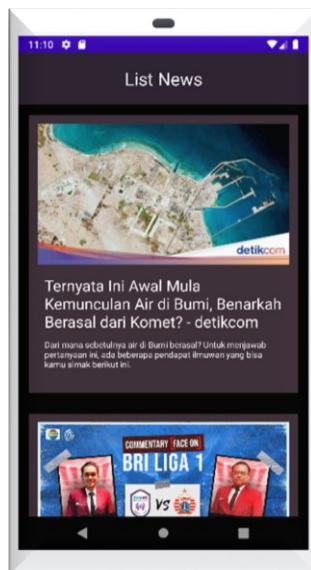 11:10
List News
detikcom
Ternyata Ini Awal Mula
Kemunculan Air di Bumi, Benarkah
Berasal dari Komet? - detikcom
Dari mana sebetulnya air di Bumi berasal? Untuk menjawab
pertanyaan ini, ada beberapa pendapat ilmuwan yang bisa
kamu simak berikut ini.
COMMENTARY FACE ON
BRI LIGA 1
VS